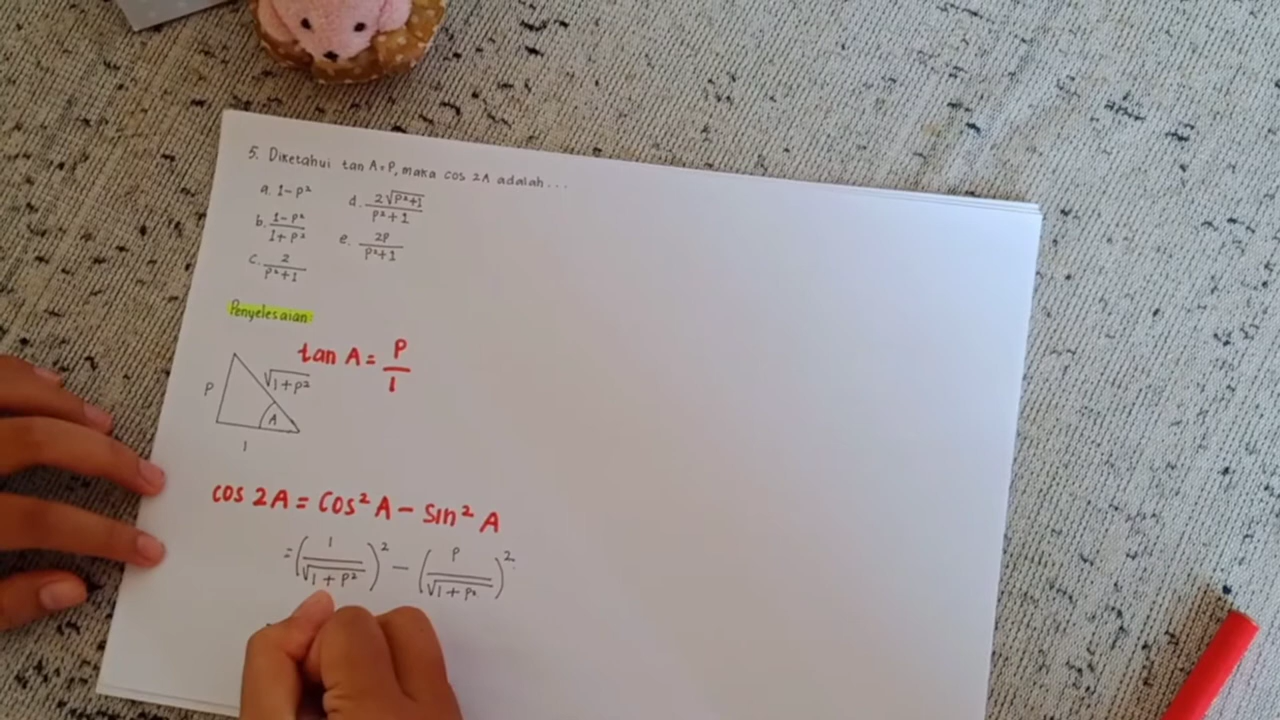 5. Diketahui tan A=P, maka cos 2A adalah...
a. 1-p²
d. 2√(p²+1) / p²+1
b. 1-p² / 1+p²
e. 2p / p²+1
c. 2 / p²+1
Penyelesaian:
tan A = P / 1
P
√(1+p²)
A
1
cos 2A = Cos² A - sin² A
= (1 / √(1+p²))² - (p / √(1+p²))²